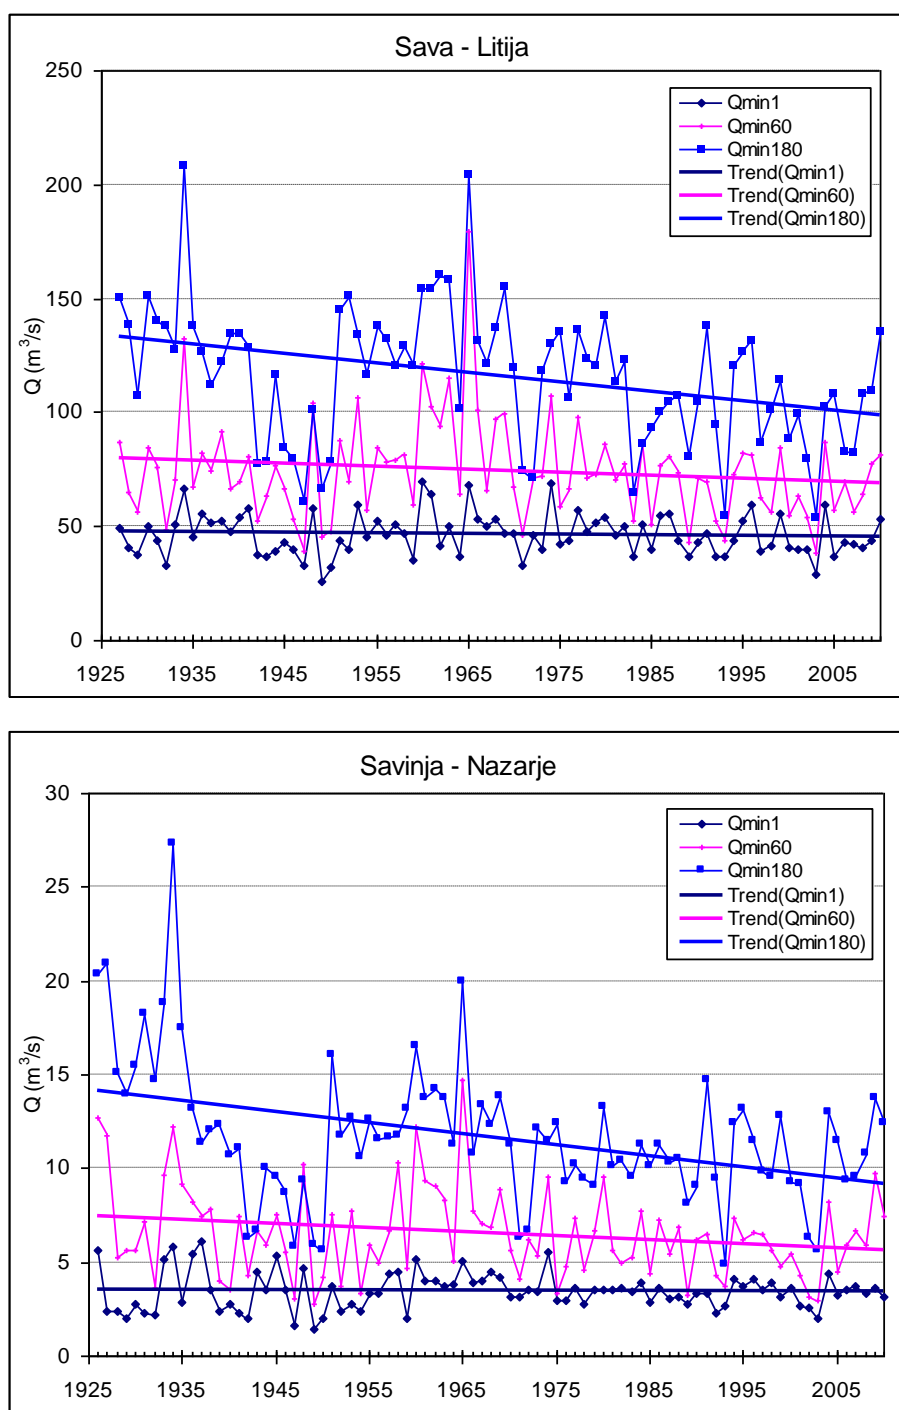 Sava - Litija
250
200
150
100
50
0
Q (m³/s)
Qmin1
Qmin60
Qmin180
Trend(Qmin1)
Trend(Qmin60)
Trend(Qmin180)
1925 1935 1945 1955 1965 1975 1985 1995 2005
Savinja - Nazarje
30
25
20
15
10
5
0
Q (m³/s)
Qmin1
Qmin60
Qmin180
Trend(Qmin1)
Trend(Qmin60)
Trend(Qmin180)
1925 1935 1945 1955 1965 1975 1985 1995 2005